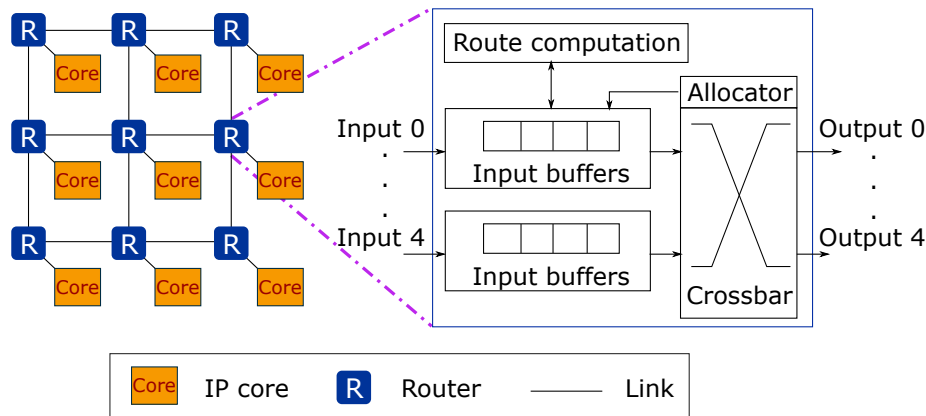 R R R
Core Core Core
R R R
Core Core Core
R R R
Core Core Core
Route computation
Allocator
Input 0
Input buffers
Output 0
Input 4
Input buffers
Output 4
Crossbar
Core IP core R Router Link